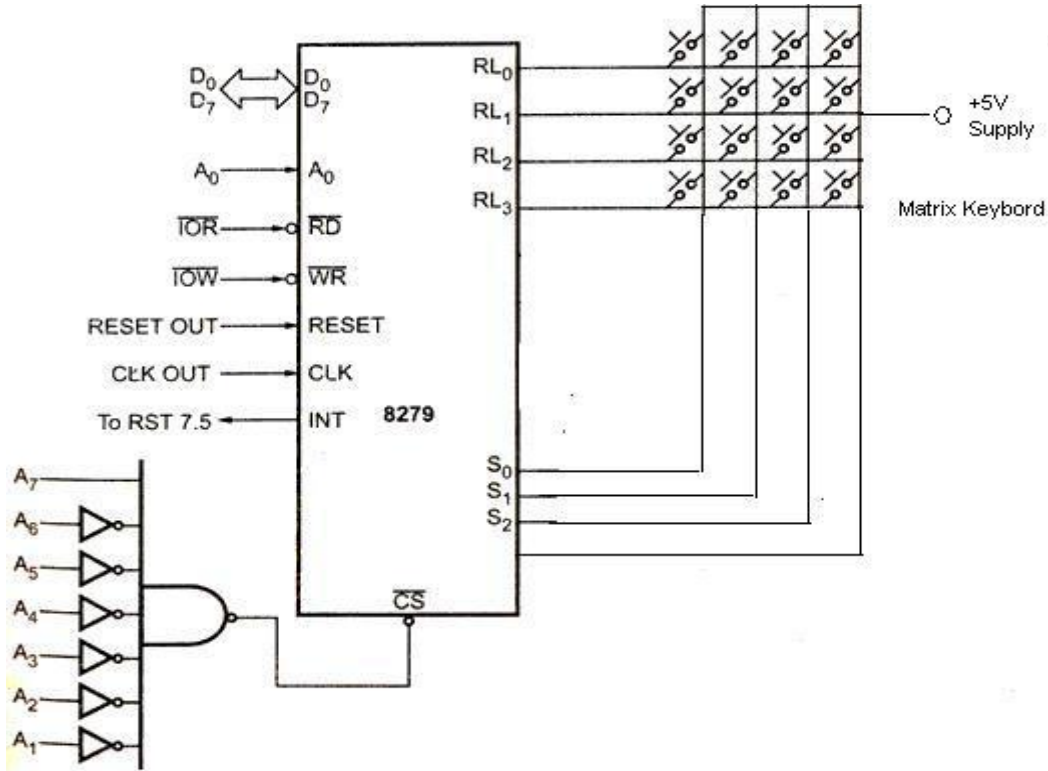 D₀ D₀ RL₀
D₇ D₇
RL₁ +5V
Supply
A₀ A₀ RL₂
RL₃ Matrix Keybord
IOR RD
IOW WR
RESET OUT RESET
CLK OUT CLK
To RST 7.5 INT 8279
A₇ S₀
S₁
A₆ S₂
A₅
A₄ CS
A₃
A₂
A₁